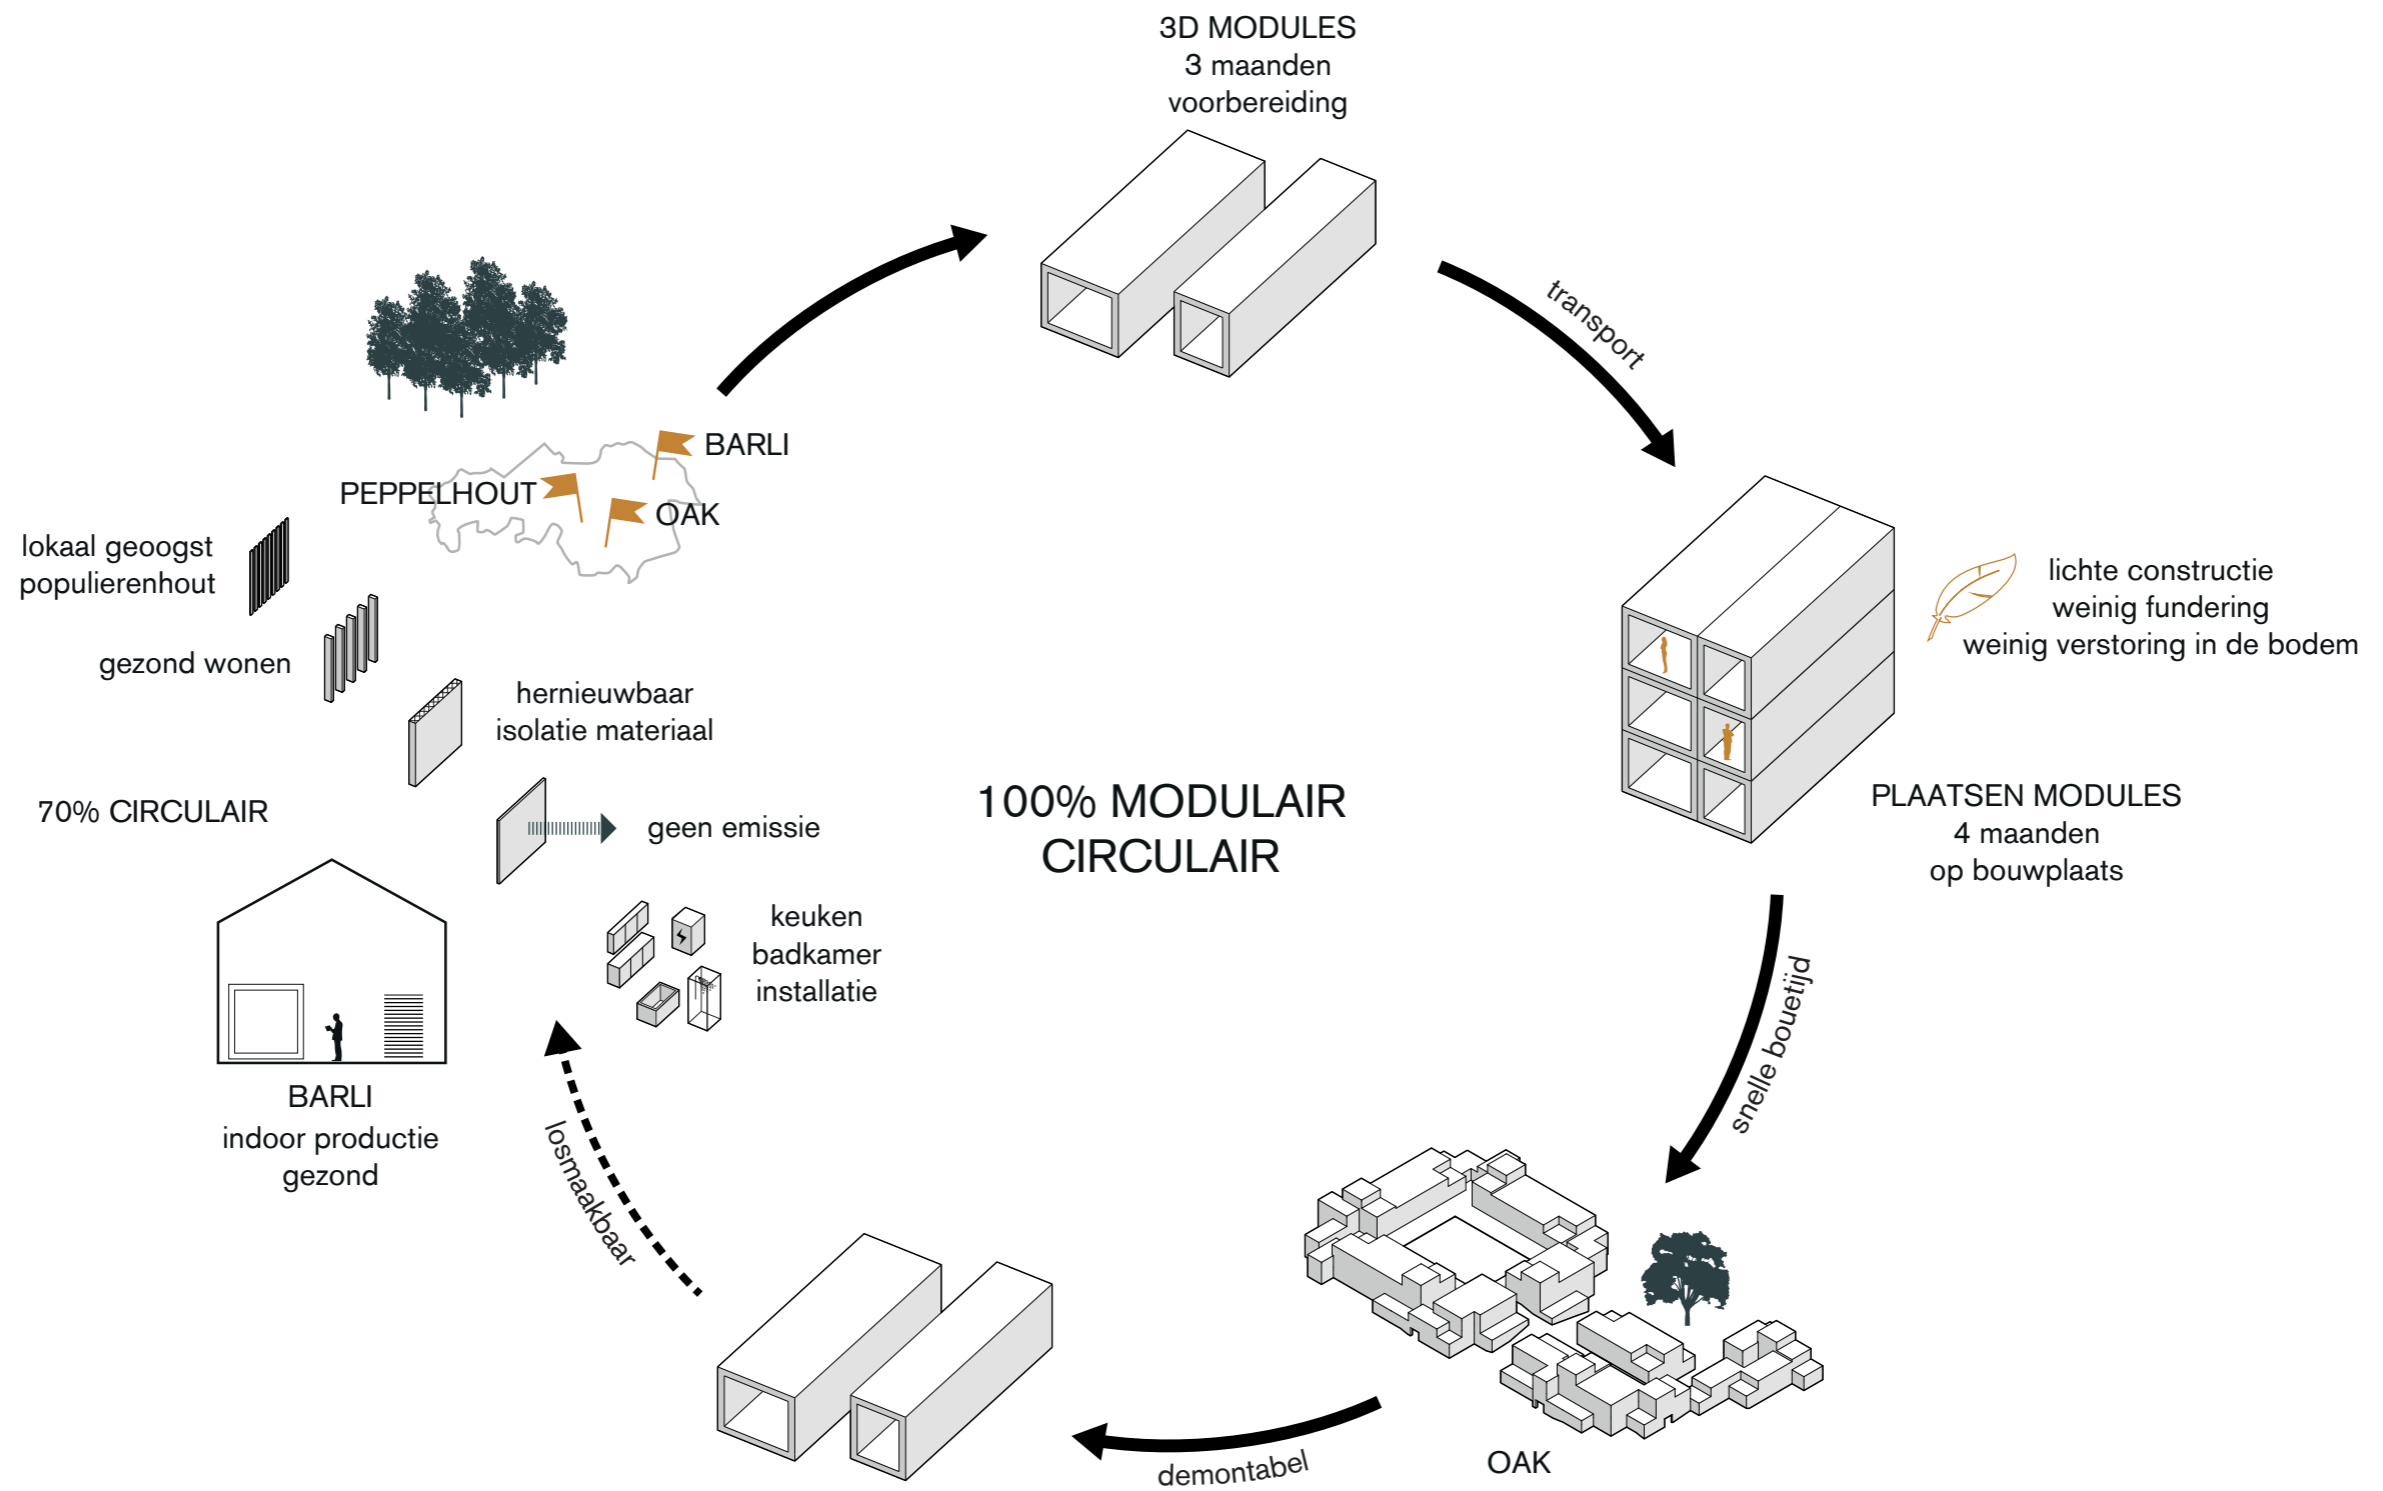 3D MODULES
3 maanden
voorbereiding
transport
BARLI
PEPPELHOUT
OAK
lokaal geoogst
populierenhout
gezond wonen
hernieuwbaar
isolatie materiaal
70% CIRCULAIR
geen emissie
keuken
badkamer
installatie
BARLI
indoor productie
gezond
100% MODULAIR
CIRCULAIR
lichte constructie
weinig fundering
weinig verstoring in de bodem
PLAATSEN MODULES
4 maanden
op bouwplaats
snelle bouetijd
OAK
demontabel
losmaakbaar